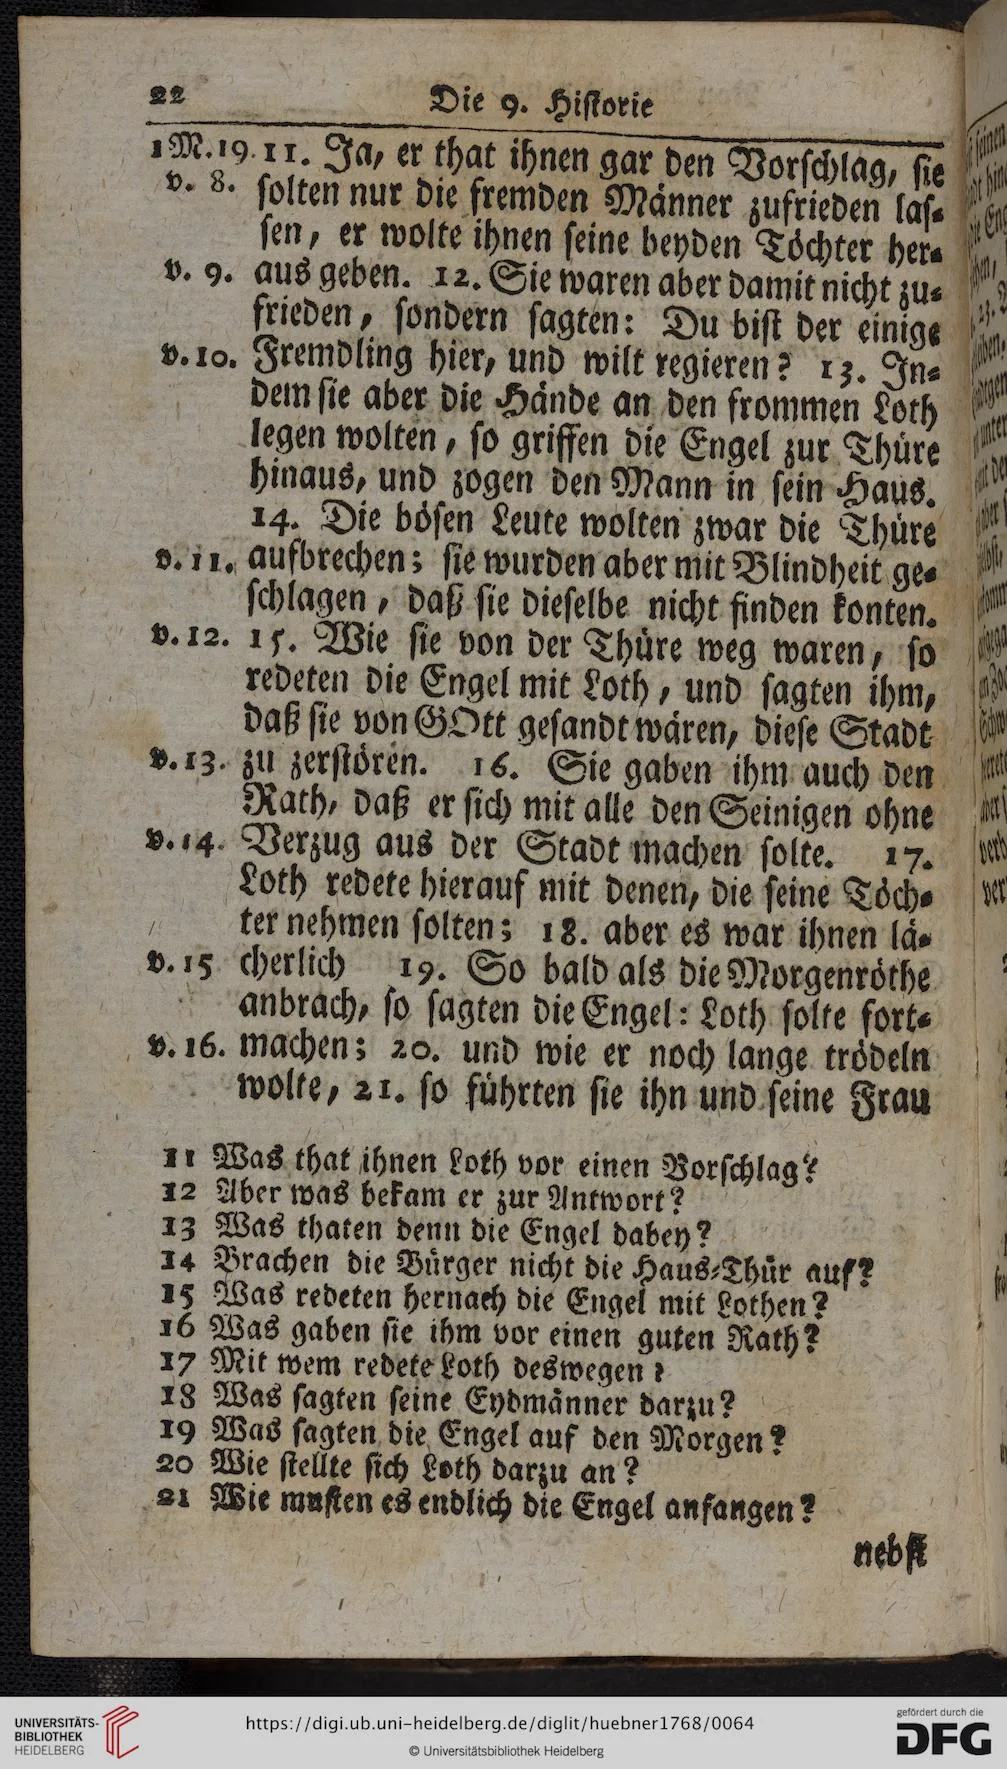 22 Die 9. Historie
1M.19. 11. Ja, er that ihnen gar den Vorschlag, sie
v. 8. solten nur die fremden Männer zufrieden las-
sen, er wolte ihnen seine beyden Töchter her-
v. 9. aus geben. 12. Sie waren aber damit nicht zu-
frieden, sondern sagten: Du bist der einige
v.10. Fremdling hier, und wilt regieren? 13. In-
dem sie aber die Hände an den frommen Loth
legen wolten, so griffen die Engel zur Thüre
hinaus, und zogen den Mann in sein Haus.
14. Die bösen Leute wolten zwar die Thüre
v.11. aufbrechen; sie wurden aber mit Blindheit ge-
schlagen, daß sie dieselbe nicht finden konten.
v.12. 15. Wie sie von der Thüre weg waren, so
redeten die Engel mit Loth, und sagten ihm,
daß sie von GOtt gesandt wären, diese Stadt
v.13. zu zerstören. 16. Sie gaben ihm auch den
Rath, daß er sich mit alle den Seinigen ohne
v.14. Verzug aus der Stadt machen solte. 17.
Loth redete hierauf mit denen, die seine Töch-
ter nehmen solten; 18. aber es war ihnen lä-
v.15 cherlich 19. So bald als die Morgenröthe
anbrach, so sagten die Engel: Loth solte fort-
v.16. machen; 20. und wie er noch lange trödeln
wolte, 21. so führten sie ihn und seine Frau
11 Was that ihnen Loth vor einen Vorschlag?
12 Aber was bekam er zur Antwort?
13 Was thaten denn die Engel dabey?
14 Brachen die Bürger nicht die Haus-Thür auf?
15 Was redeten hernach die Engel mit Lothen?
16 Was gaben sie ihm vor einen guten Rath?
17 Mit wem redete Loth deswegen?
18 Was sagten seine Eydmänner darzu?
19 Was sagten die Engel auf den Morgen?
20 Wie stellte sich Loth darzu an?
21 Wie musten es endlich die Engel anfangen?
nebst
UNIVERSITÄTS-
BIBLIOTHEK
HEIDELBERG
https://digi.ub.uni-heidelberg.de/diglit/huebner1768/0064
© Universitätsbibliothek Heidelberg
gefördert durch die
DFG